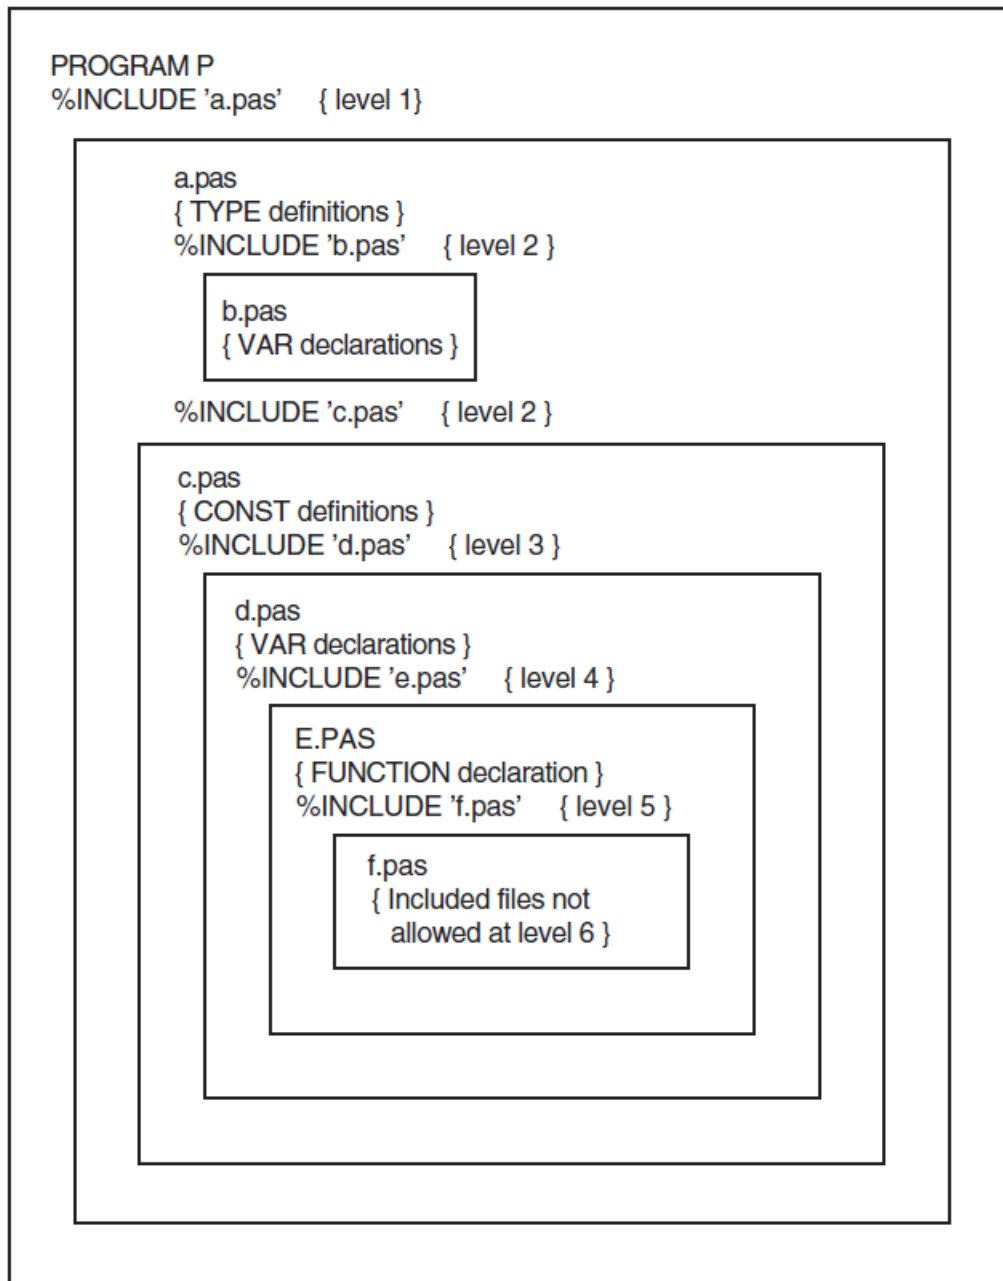 PROGRAM P
%INCLUDE 'a.pas' { level 1}
a.pas
{ TYPE definitions }
%INCLUDE ’b.pas’ { level 2 }
b.pas
{ VAR declarations }
%INCLUDE ’c.pas’ { level 2 }
c.pas
{ CONST definitions }
%INCLUDE ’d.pas’ { level 3 }
d.pas
{ VAR declarations }
%INCLUDE ’e.pas’ { level 4 }
E.PAS
{ FUNCTION declaration }
%INCLUDE ’f.pas’ { level 5 }
f.pas
{ Included files not
allowed at level 6 }